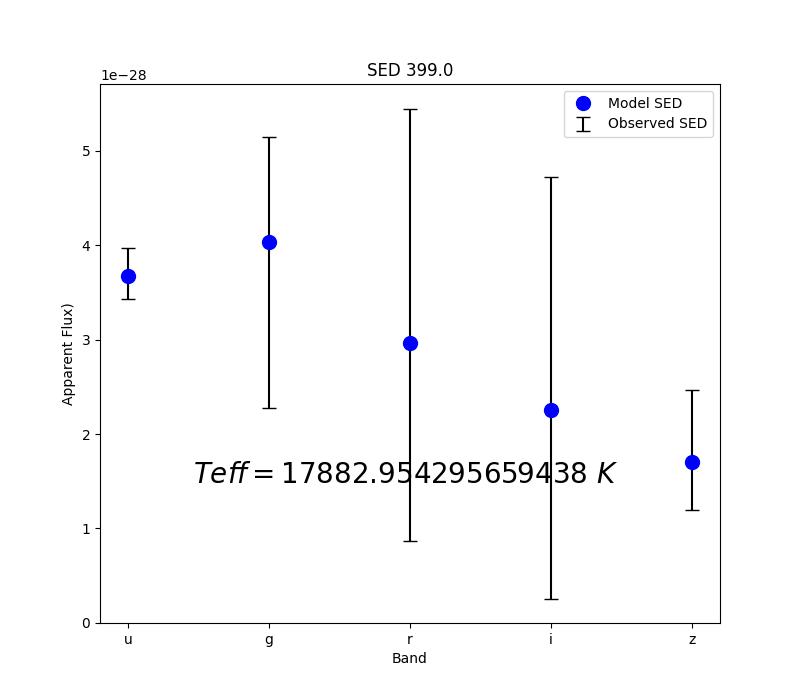 SED 399.0
1e−28
Model SED
Observed SED
5
4
3
2
1
0
Apparent Flux)
Teff = 17882.954295659438 K
u g r i z
Band